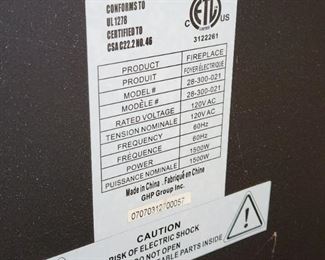 CONFORMS TO
UL 1278
CERTIFIED TO
CSA C22.2 NO. 46
C ETL US
3122261
PRODUCT FIREPLACE
PRODUIT FOYER ÉLECTRIQUE
MODEL # 28-300-021
MODÈLE # 28-300-021
RATED VOLTAGE 120V AC
TENSION NOMINALE 120V AC
FREQUENCY 60Hz
FRÉQUENCE 60Hz
POWER 1500W
PUISSANCE NOMINALE 1500W
Made in China . Fabriqué en Chine
GHP Group Inc.
CAUTION
RISK OF ELECTRIC SHOCK
DO NOT OPEN
PARTS INSIDE